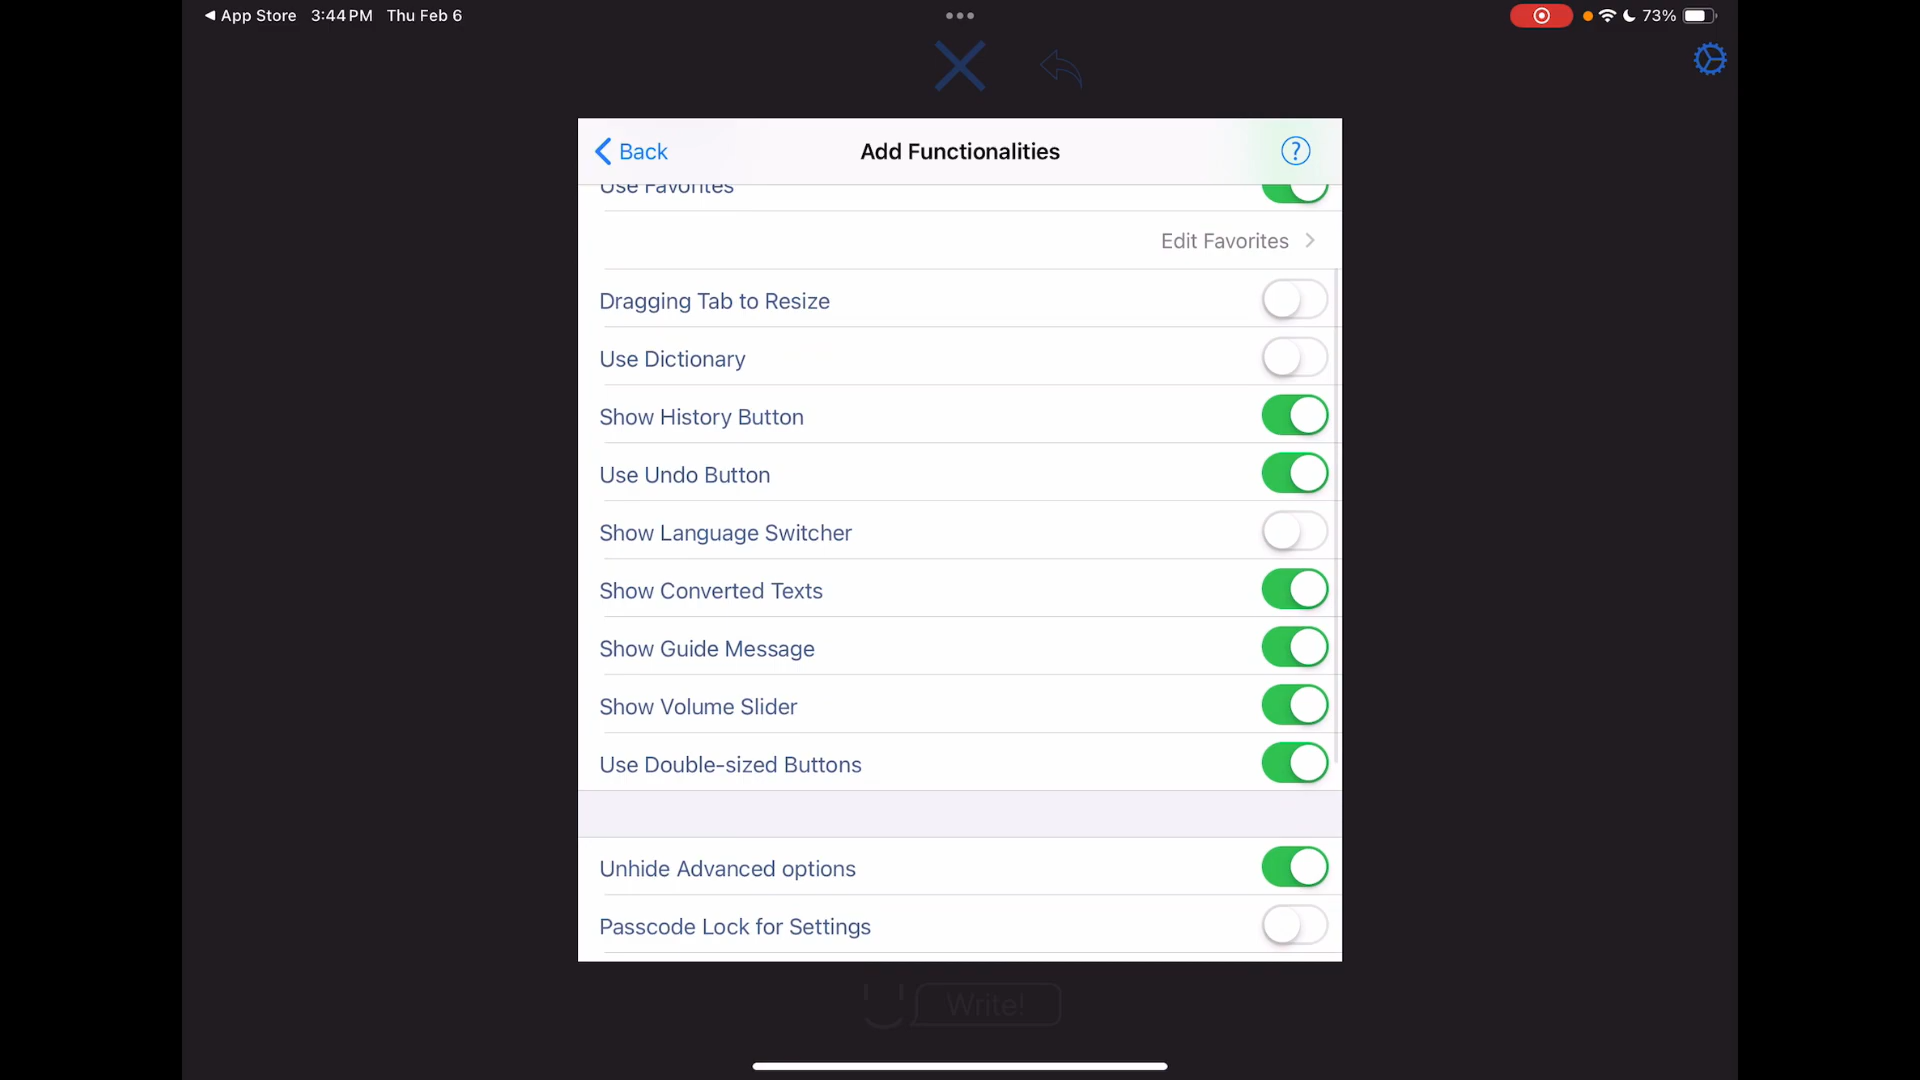 ◀ App Store 3:44 PM Thu Feb 6
73%
Back
Add Functionalities
?
Use Favorites
Edit Favorites
Dragging Tab to Resize
Use Dictionary
Show History Button
Use Undo Button
Show Language Switcher
Show Converted Texts
Show Guide Message
Show Volume Slider
Use Double-sized Buttons
Unhide Advanced options
Passcode Lock for Settings
Write!